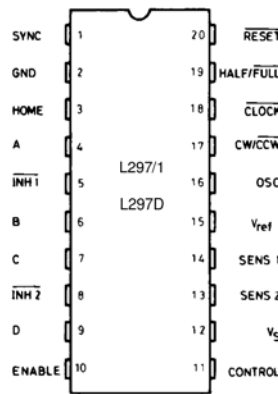 SYNC 1 20 RESET
GND 2 19 HALF/FULL
HOME 3 18 CLOCK
A 4 17 CW/CCW
L297/1
INH 1 5 16 OSC
L297D
B 6 15 Vref
C 7 14 SENS 1
INH 2 8 13 SENS 2
D 9 12 VS
ENABLE 10 11 CONTROL